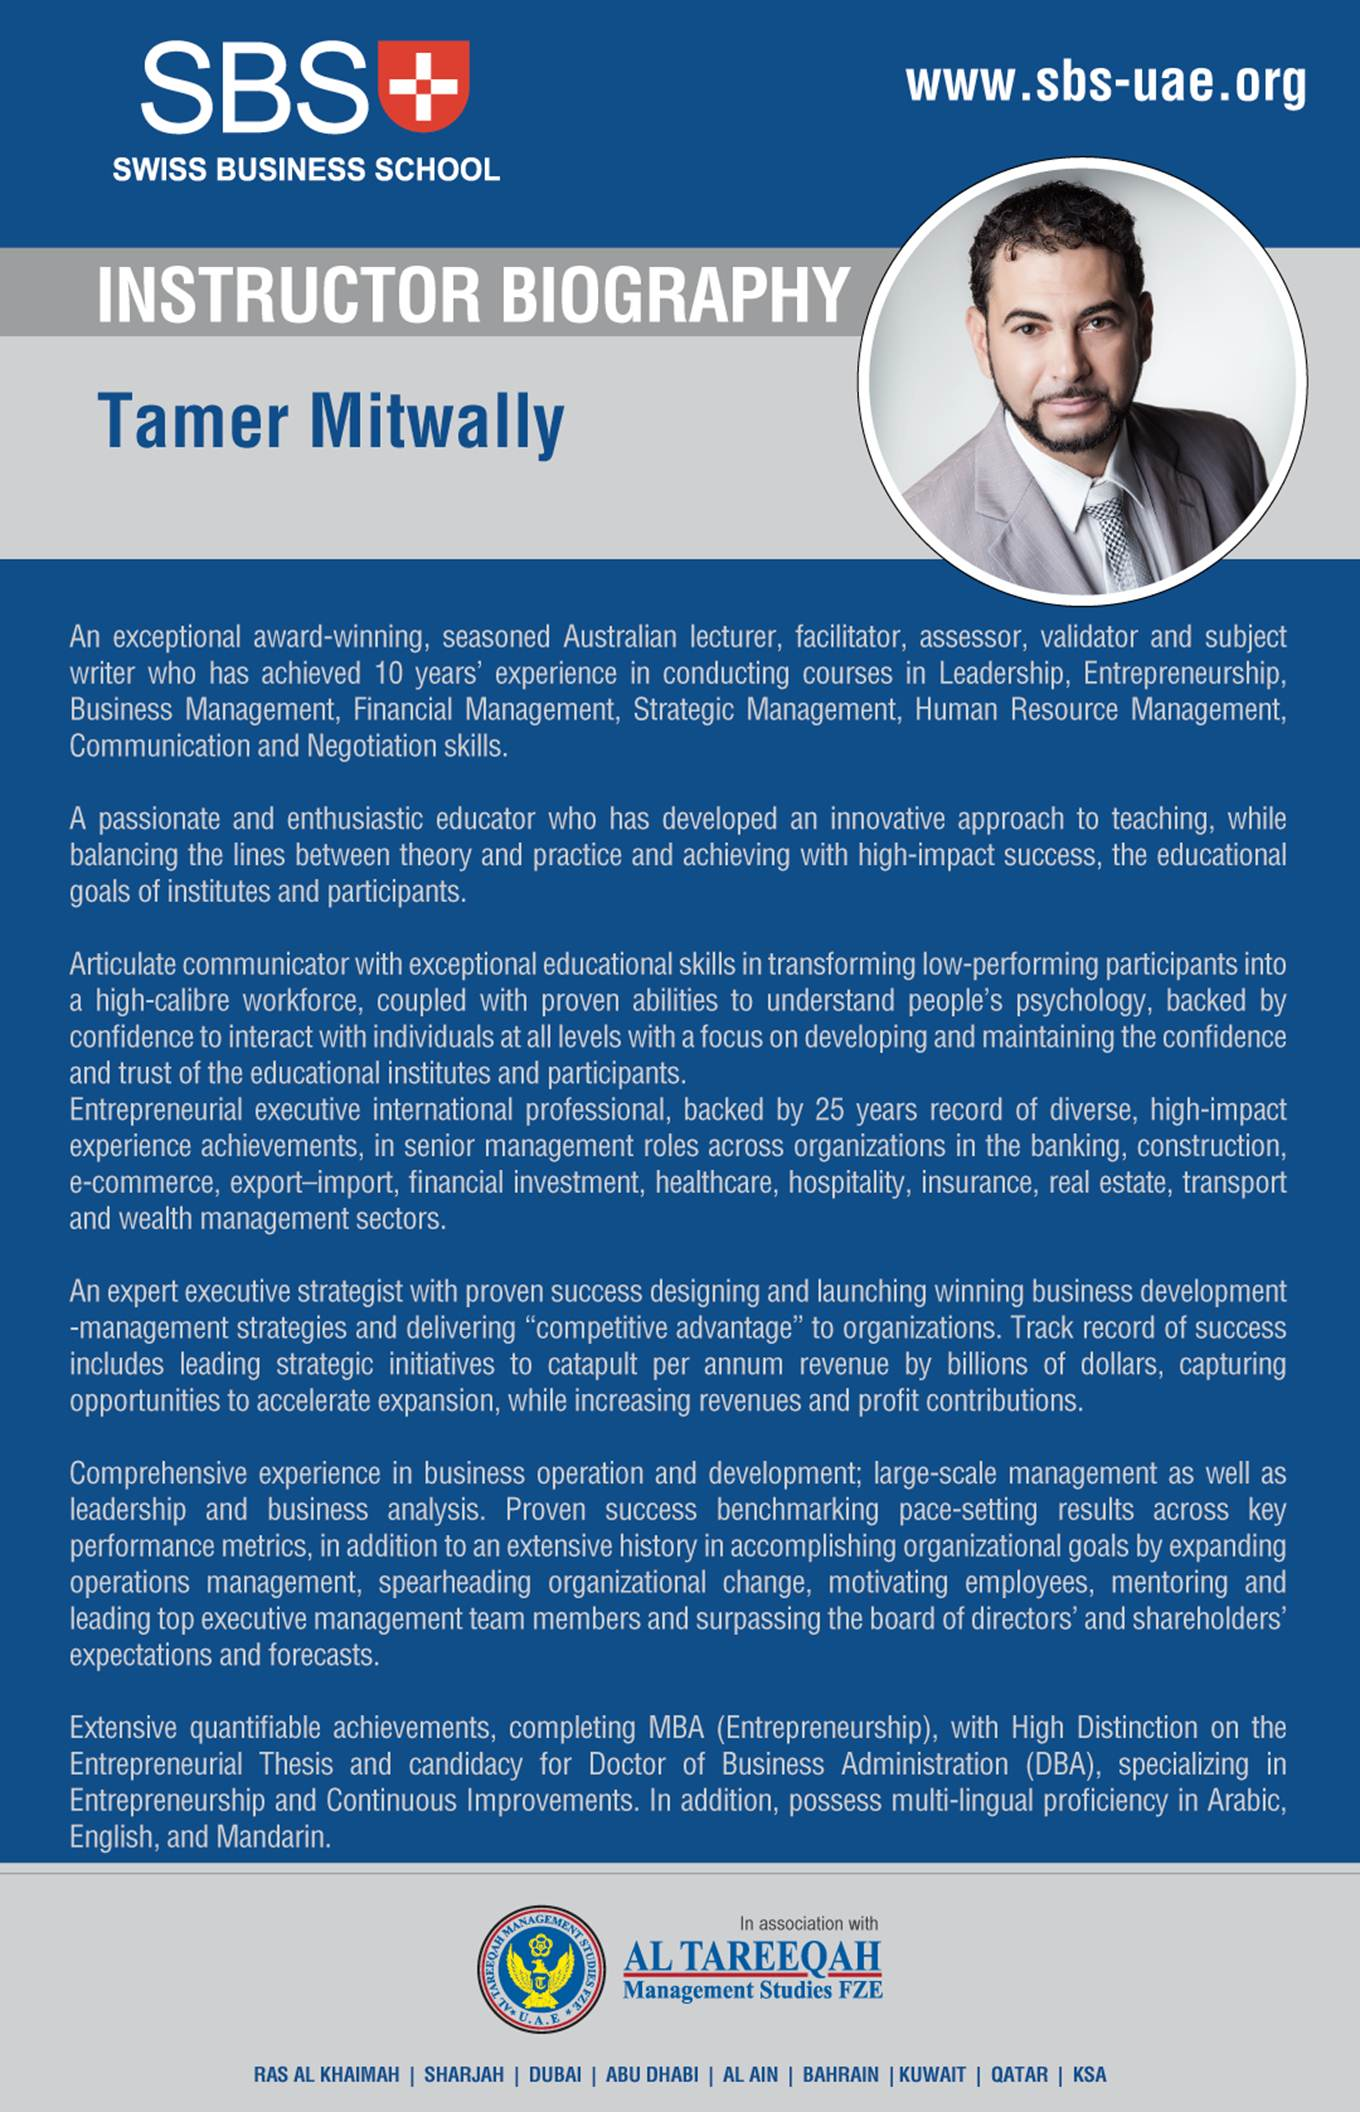 SBS
SWISS BUSINESS SCHOOL
www.sbs-uae.org
INSTRUCTOR BIOGRAPHY
Tamer Mitwally
An exceptional award-winning, seasoned Australian lecturer, facilitator, assessor, validator and subject
writer who has achieved 10 years’ experience in conducting courses in Leadership, Entrepreneurship,
Business Management, Financial Management, Strategic Management, Human Resource Management,
Communication and Negotiation skills.
A passionate and enthusiastic educator who has developed an innovative approach to teaching, while
balancing the lines between theory and practice and achieving with high-impact success, the educational
goals of institutes and participants.
Articulate communicator with exceptional educational skills in transforming low-performing participants into
a high-calibre workforce, coupled with proven abilities to understand people’s psychology, backed by
confidence to interact with individuals at all levels with a focus on developing and maintaining the confidence
and trust of the educational institutes and participants.
Entrepreneurial executive international professional, backed by 25 years record of diverse, high-impact
experience achievements, in senior management roles across organizations in the banking, construction,
e-commerce, export–import, financial investment, healthcare, hospitality, insurance, real estate, transport
and wealth management sectors.
An expert executive strategist with proven success designing and launching winning business development
-management strategies and delivering “competitive advantage” to organizations. Track record of success
includes leading strategic initiatives to catapult per annum revenue by billions of dollars, capturing
opportunities to accelerate expansion, while increasing revenues and profit contributions.
Comprehensive experience in business operation and development; large-scale management as well as
leadership and business analysis. Proven success benchmarking pace-setting results across key
performance metrics, in addition to an extensive history in accomplishing organizational goals by expanding
operations management, spearheading organizational change, motivating employees, mentoring and
leading top executive management team members and surpassing the board of directors’ and shareholders’
expectations and forecasts.
Extensive quantifiable achievements, completing MBA (Entrepreneurship), with High Distinction on the
Entrepreneurial Thesis and candidacy for Doctor of Business Administration (DBA), specializing in
Entrepreneurship and Continuous Improvements. In addition, possess multi-lingual proficiency in Arabic,
English, and Mandarin.
AL TAREEQAH MANAGEMENT STUDIES FZE
T
U.A.E
In association with
AL TAREEQAH
Management Studies FZE
RAS AL KHAIMAH | SHARJAH | DUBAI | ABU DHABI | AL AIN | BAHRAIN | KUWAIT | QATAR | KSA